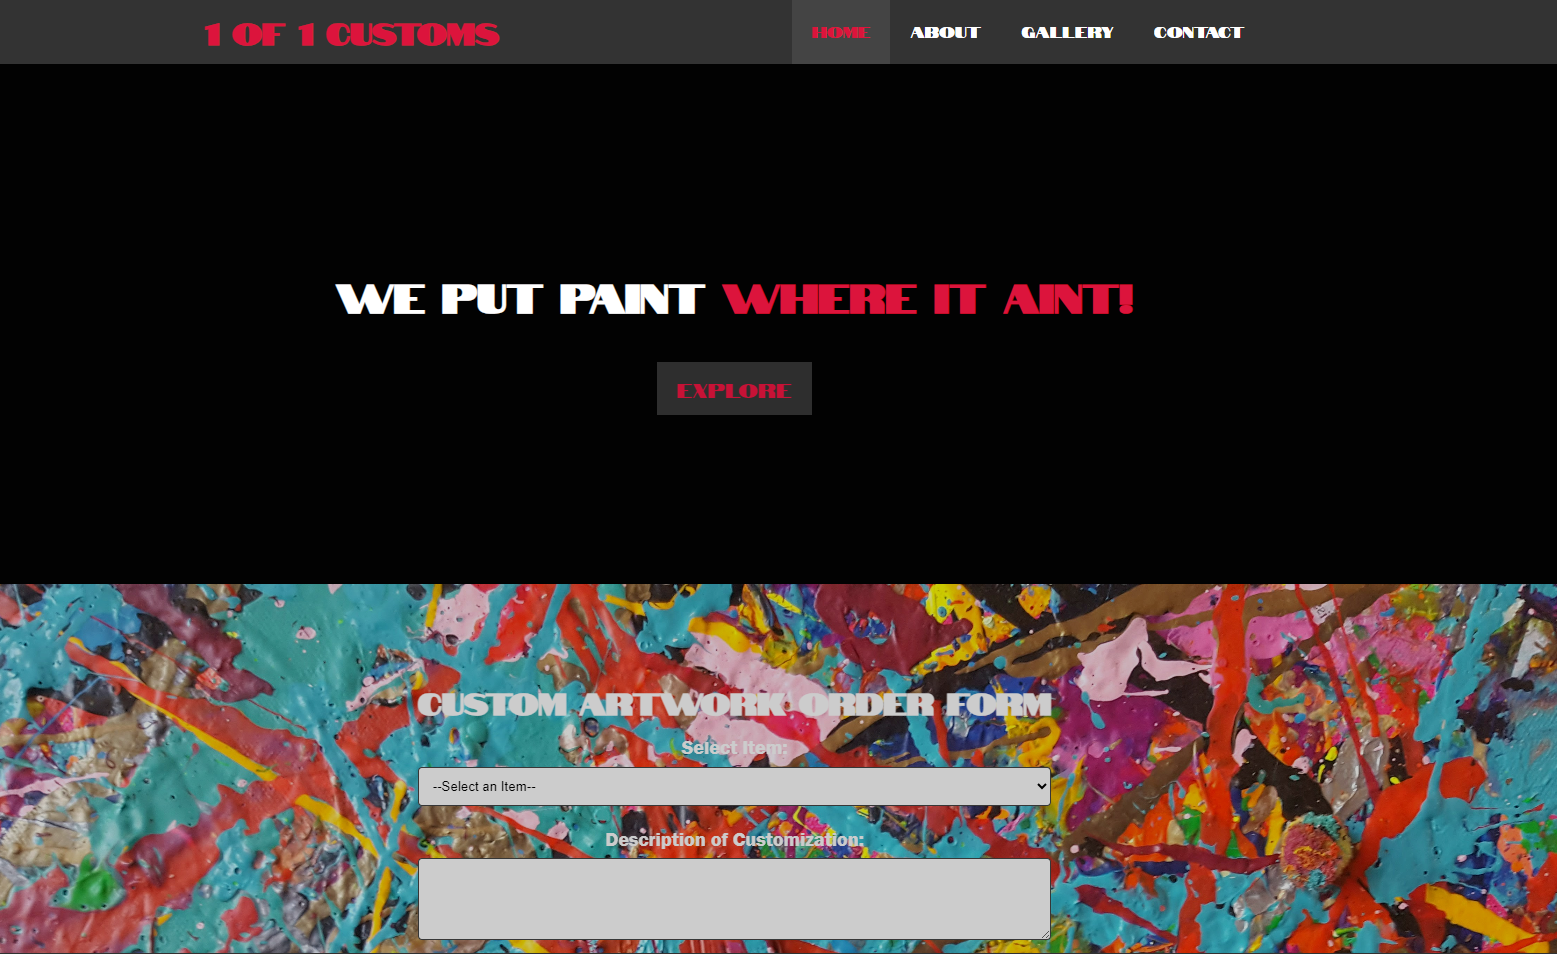 1 OF 1 CUSTOMS
HOME ABOUT GALLERY CONTACT
WE PUT PAINT WHERE IT AINT!
EXPLORE
CUSTOM ARTWORK ORDER FORM
Select Item:
--Select an Item--
Description of Customization: